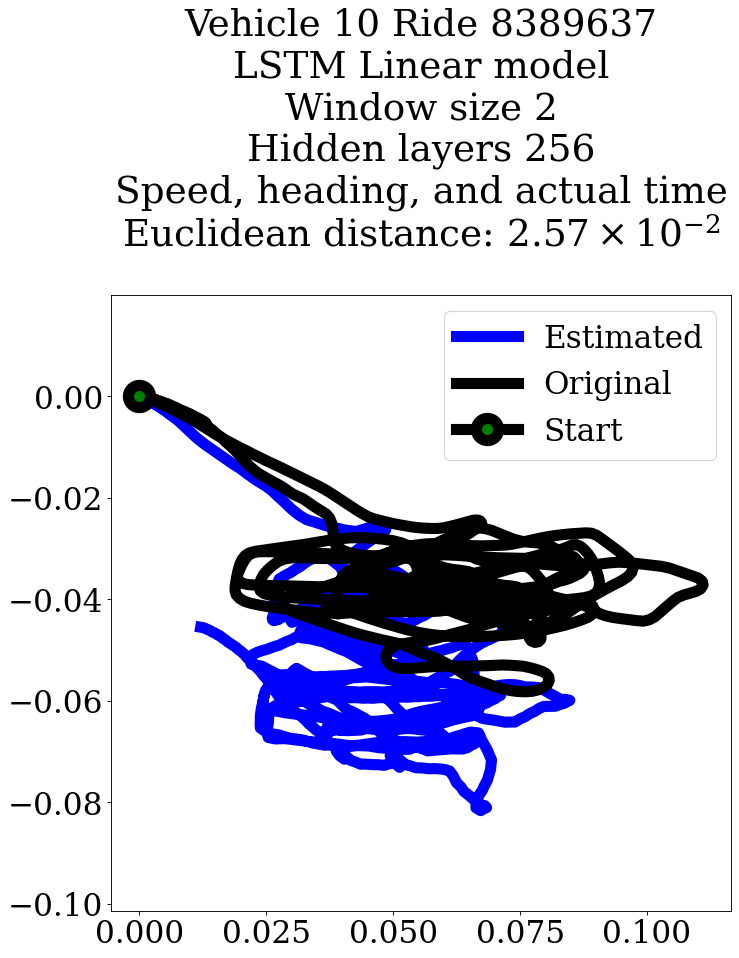 Vehicle 10 Ride 8389637
LSTM Linear model
Window size 2
Hidden layers 256
Speed, heading, and actual time
Euclidean distance: 2.57 × 10⁻²
Estimated
Original
Start
0.00
−0.02
−0.04
−0.06
−0.08
−0.10
0.000 0.025 0.050 0.075 0.100